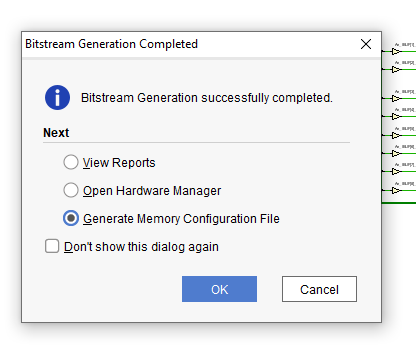 Bitstream Generation Completed
Bitstream Generation successfully completed.
Next
View Reports
Open Hardware Manager
Generate Memory Configuration File
Don't show this dialog again
OK
Cancel